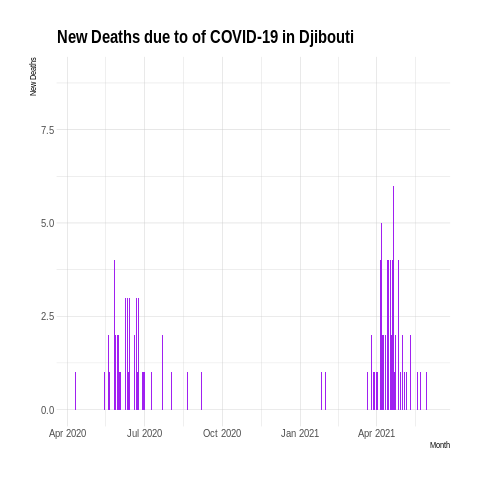 New Deaths due to of COVID-19 in Djibouti
New Deaths
7.5
5.0
2.5
0.0
Apr 2020 Jul 2020 Oct 2020 Jan 2021 Apr 2021
Month